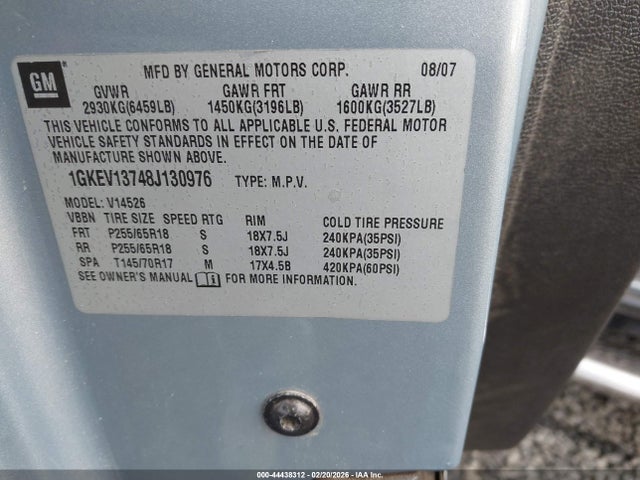 GM
MFD BY GENERAL MOTORS CORP. 08/07
GVWR GAWR FRT GAWR RR
2930KG(6459LB) 1450KG(3196LB) 1600KG(3527LB)
THIS VEHICLE CONFORMS TO ALL APPLICABLE U.S. FEDERAL MOTOR
VEHICLE SAFETY STANDARDS IN EFFECT ON THE DATE OF
MANUFACTURE SHOWN ABOVE.
1GKEV13748J130976 TYPE: M.P.V.
MODEL: V14526
VBBN TIRE SIZE SPEED RTG RIM COLD TIRE PRESSURE
FRT P255/65R18 S 18X7.5J 240KPA(35PSI)
RR P255/65R18 S 18X7.5J 240KPA(35PSI)
SPA T145/70R17 M 17X4.5B 420KPA(60PSI)
SEE OWNER'S MANUAL FOR MORE INFORMATION.
000-44438312 - 02/20/2026 - IAA Inc.